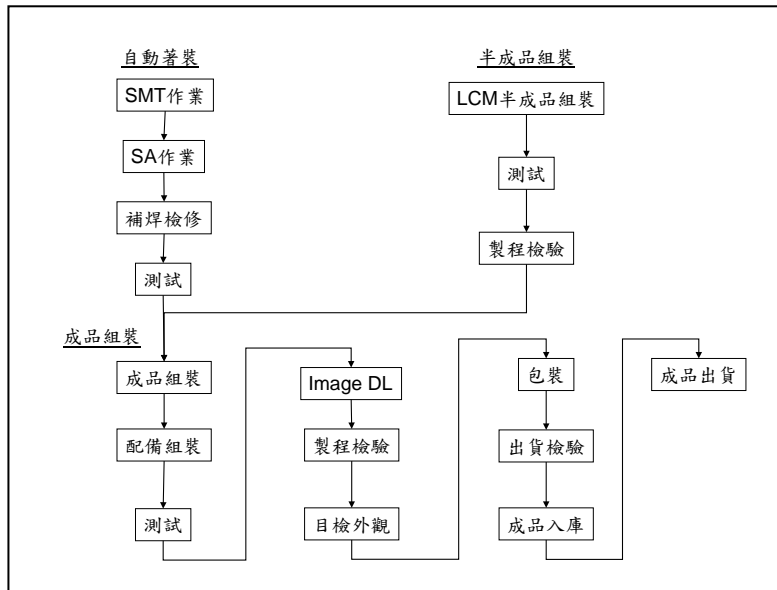 自動著裝
SMT作業
SA作業
補焊檢修
測試
半成品組裝
LCM半成品組裝
測試
製程檢驗
成品組裝
成品組裝
配備組裝
測試
Image DL
製程檢驗
目檢外觀
包裝
出貨檢驗
成品入庫
成品出貨